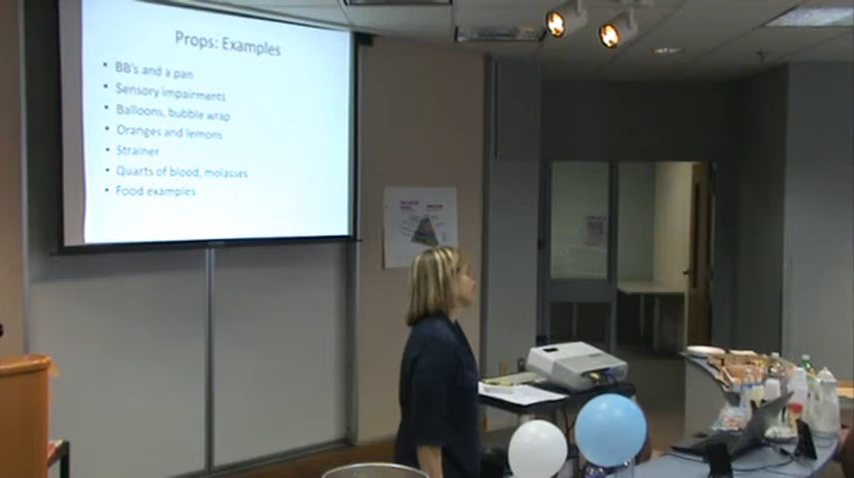 Props: Examples
• BB's and a pan
• Sensory impairments
• Balloons, bubble wrap
• Oranges and lemons
• Strainer
• Quarts of blood, molasses
• Food examples